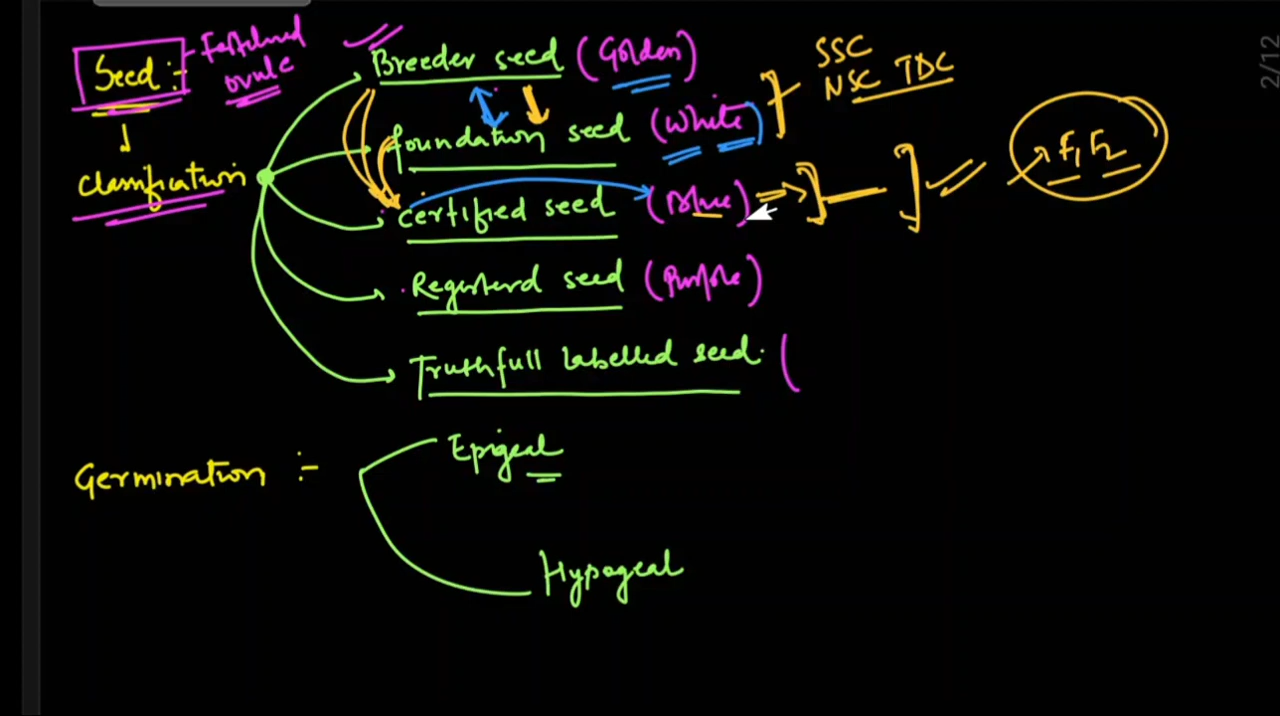 Seed :- Fertilized ovule
Classification
Breeder seed (Golden)
SSC
NSC TDC
foundation seed (White)
certified seed (Blue)
F1 F2
Registerd seed (Purple)
Truthfull labelled seed. (
Germination :-
Epigeal
Hypogeal
2/12